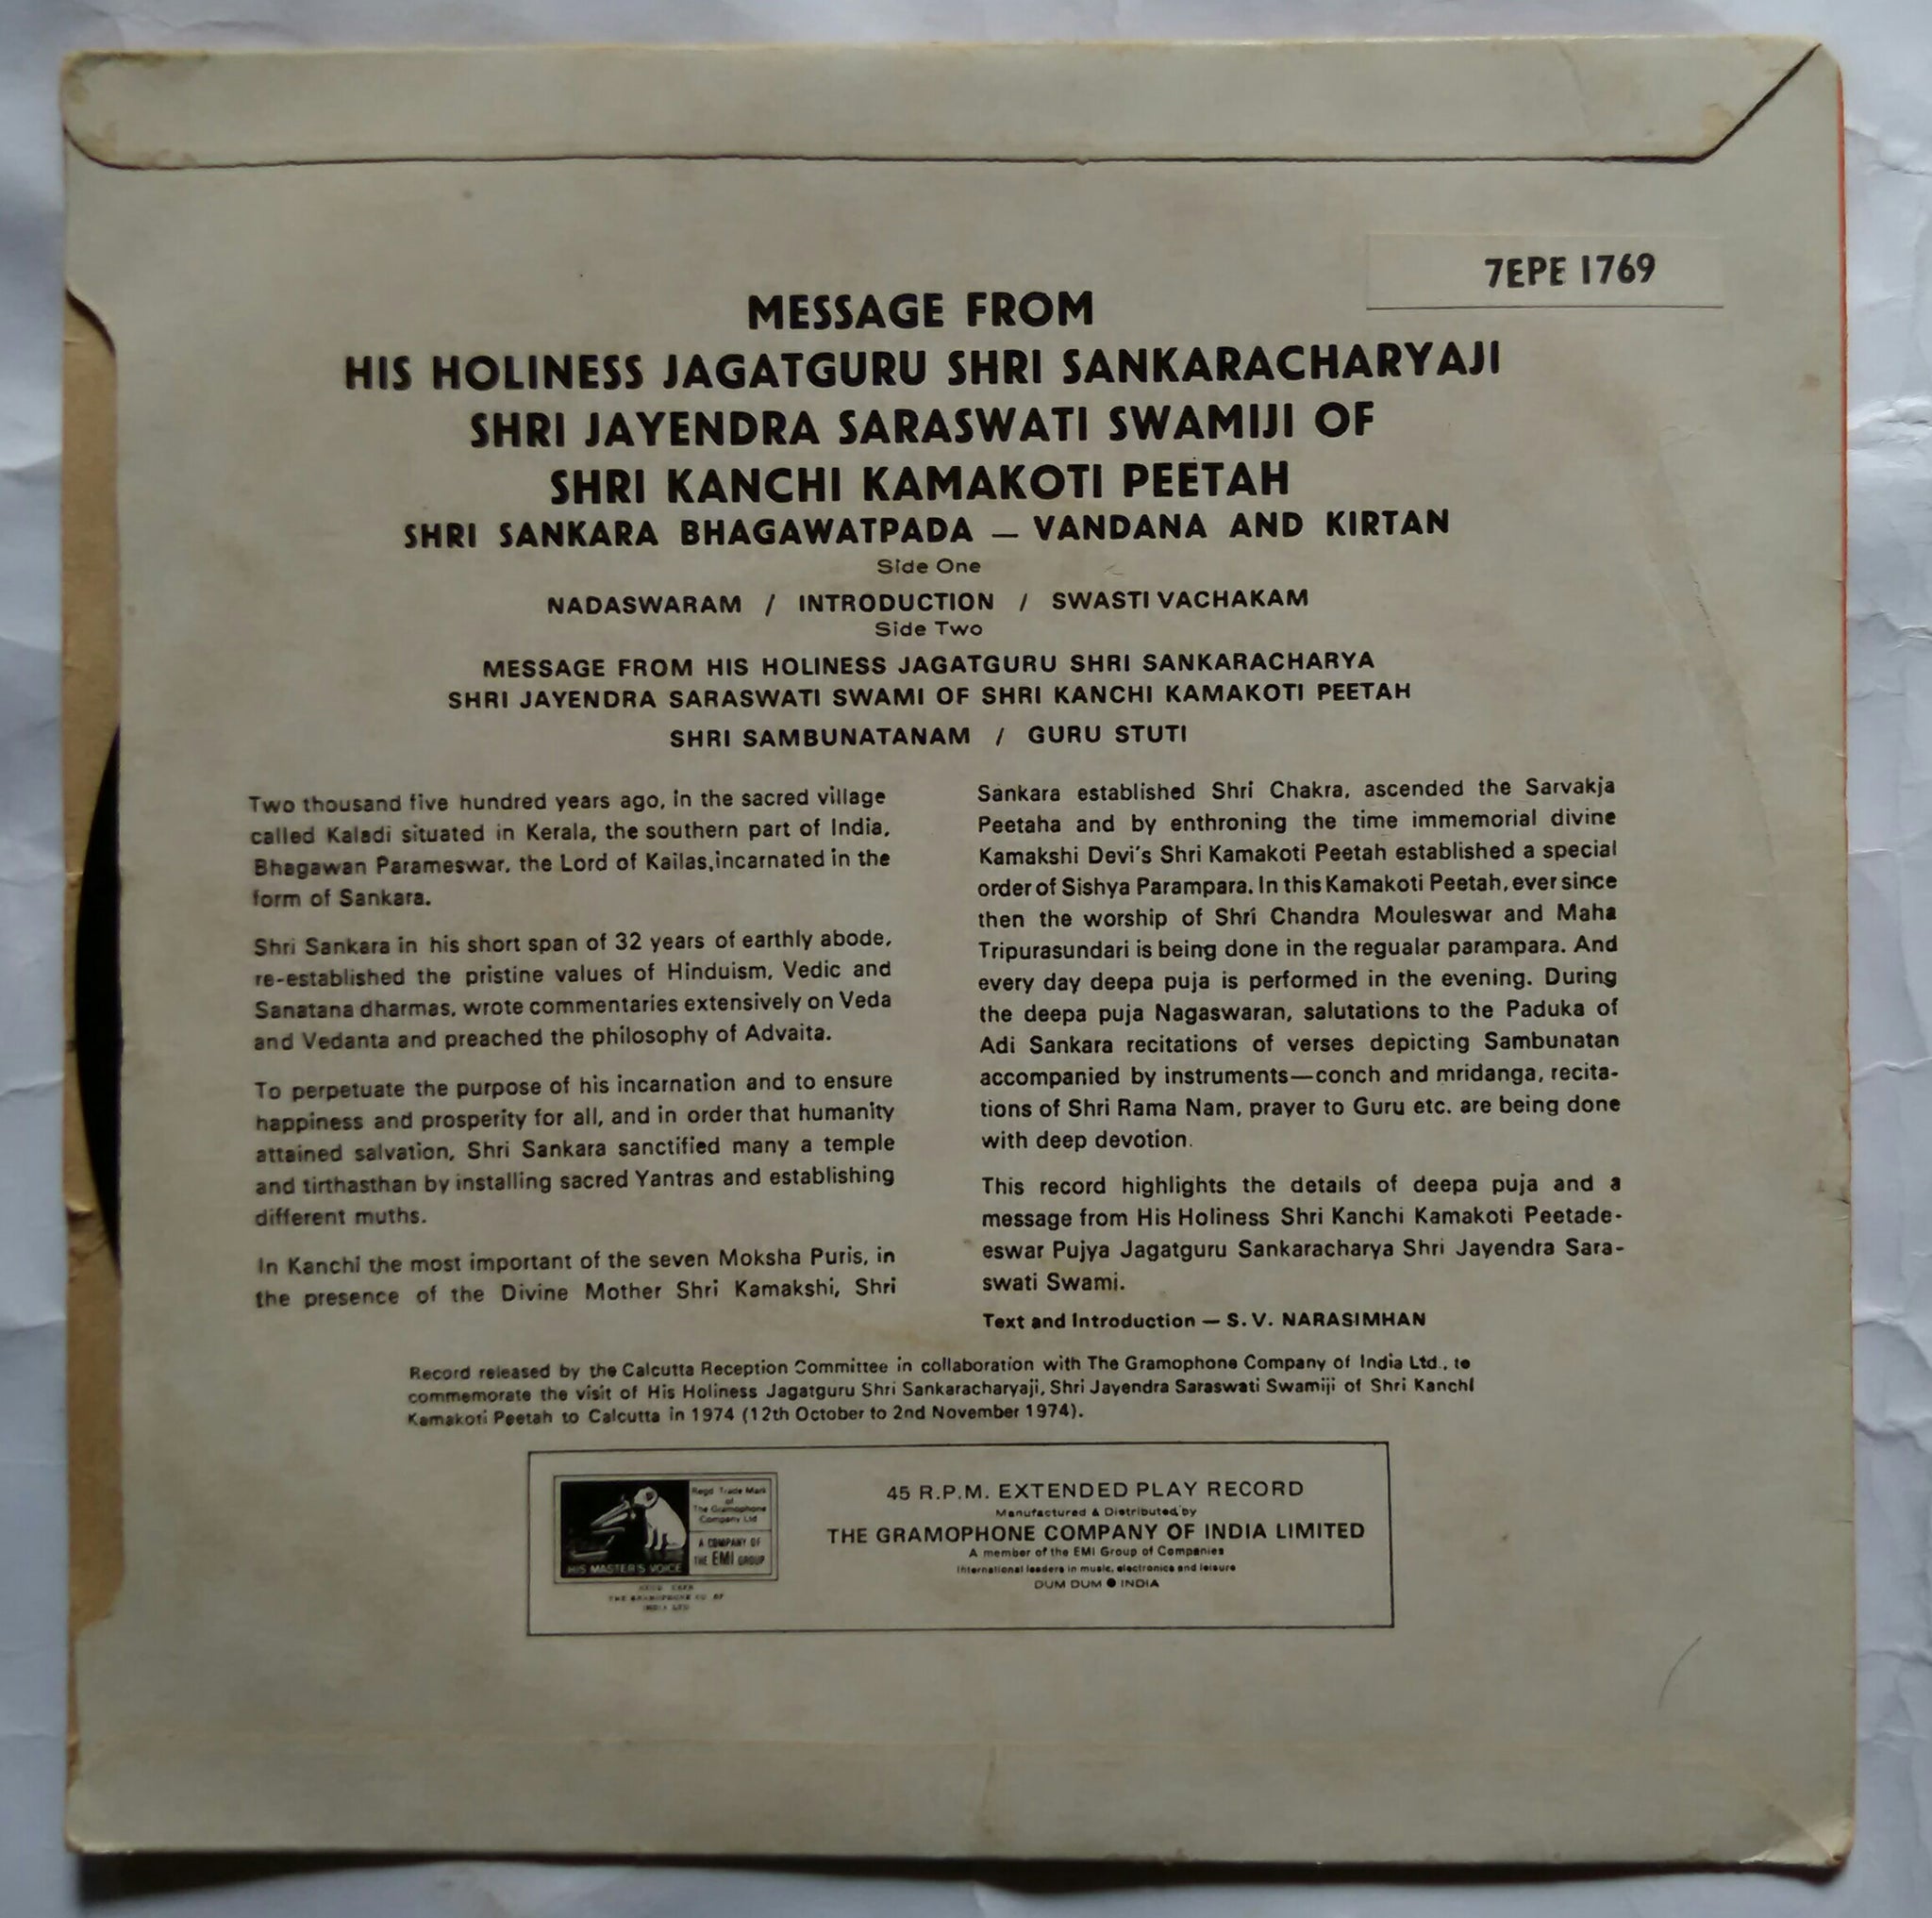 7EPE 1769
MESSAGE FROM
HIS HOLINESS JAGATGURU SHRI SANKARACHARYAJI
SHRI JAYENDRA SARASWATI SWAMIJI OF
SHRI KANCHI KAMAKOTI PEETAH
SHRI SANKARA BHAGAWATPADA — VANDANA AND KIRTAN
Side One
NADASWARAM / INTRODUCTION / SWASTI VACHAKAM
Side Two
MESSAGE FROM HIS HOLINESS JAGATGURU SHRI SANKARACHARYA
SHRI JAYENDRA SARASWATI SWAMI OF SHRI KANCHI KAMAKOTI PEETAH
SHRI SAMBUNATANAM / GURU STUTI
Two thousand five hundred years ago, in the sacred village
called Kaladi situated in Kerala, the southern part of India,
Bhagawan Parameswar, the Lord of Kailas,incarnated in the
form of Sankara.
Shri Sankara in his short span of 32 years of earthly abode,
re-established the pristine values of Hinduism, Vedic and
Sanatana dharmas, wrote commentaries extensively on Veda
and Vedanta and preached the philosophy of Advaita.
To perpetuate the purpose of his incarnation and to ensure
happiness and prosperity for all, and in order that humanity
attained salvation, Shri Sankara sanctified many a temple
and tirthasthan by installing sacred Yantras and establishing
different muths.
In Kanchi the most important of the seven Moksha Puris, in
the presence of the Divine Mother Shri Kamakshi, Shri
Sankara established Shri Chakra, ascended the Sarvakja
Peetaha and by enthroning the time immemorial divine
Kamakshi Devi's Shri Kamakoti Peetah established a special
order of Sishya Parampara. In this Kamakoti Peetah, ever since
then the worship of Shri Chandra Mouleswar and Maha
Tripurasundari is being done in the regualar parampara. And
every day deepa puja is performed in the evening. During
the deepa puja Nagaswaran, salutations to the Paduka of
Adi Sankara recitations of verses depicting Sambunatan
accompanied by instruments—conch and mridanga, recita-
tions of Shri Rama Nam, prayer to Guru etc. are being done
with deep devotion.
This record highlights the details of deepa puja and a
message from His Holiness Shri Kanchi Kamakoti Peetade-
eswar Pujya Jagatguru Sankaracharya Shri Jayendra Sara-
swati Swami.
Text and Introduction — S. V. NARASIMHAN
Record released by the Calcutta Reception Committee in collaboration with The Gramophone Company of India Ltd., to
commemorate the visit of His Holiness Jagatguru Shri Sankaracharyaji, Shri Jayendra Saraswati Swamiji of Shri Kanchi
Kamakoti Peetah to Calcutta in 1974 (12th October to 2nd November 1974).
Regd Trade Mark
of
The Gramophone
Company Ltd
A COMPANY OF
THE EMI GROUP
HIS MASTER'S VOICE
THE GRAMOPHONE CO OF
INDIA LTD
45 R.P.M. EXTENDED PLAY RECORD
Manufactured & Distributed by
THE GRAMOPHONE COMPANY OF INDIA LIMITED
A member of the EMI Group of Companies
International leaders in music, electronics and leisure
DUM DUM ● INDIA